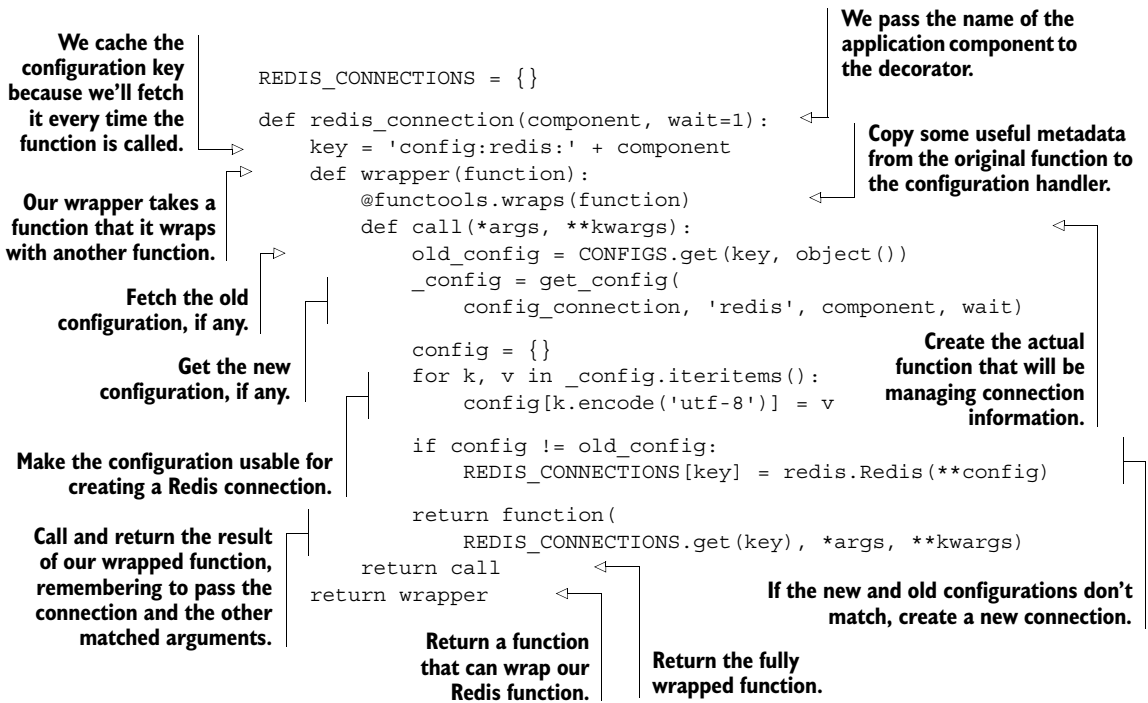 We cache the
configuration key
because we'll fetch
it every time the
function is called.
Our wrapper takes a
function that it wraps
with another function.
Fetch the old
configuration, if any.
Get the new
configuration, if any.
Make the configuration usable for
creating a Redis connection.
Call and return the result
of our wrapped function,
remembering to pass the
connection and the other
matched arguments.
REDIS_CONNECTIONS = {}
def redis_connection(component, wait=1):
    key = 'config:redis:' + component
    def wrapper(function):
        @functools.wraps(function)
        def call(*args, **kwargs):
            old_config = CONFIGS.get(key, object())
            _config = get_config(
                config_connection, 'redis', component, wait)
            config = {}
            for k, v in _config.iteritems():
                config[k.encode('utf-8')] = v
            if config != old_config:
                REDIS_CONNECTIONS[key] = redis.Redis(**config)
            return function(
                REDIS_CONNECTIONS.get(key), *args, **kwargs)
        return call
    return wrapper
We pass the name of the
application component to
the decorator.
Copy some useful metadata
from the original function to
the configuration handler.
Create the actual
function that will be
managing connection
information.
If the new and old configurations don't
match, create a new connection.
Return a function
that can wrap our
Redis function.
Return the fully
wrapped function.